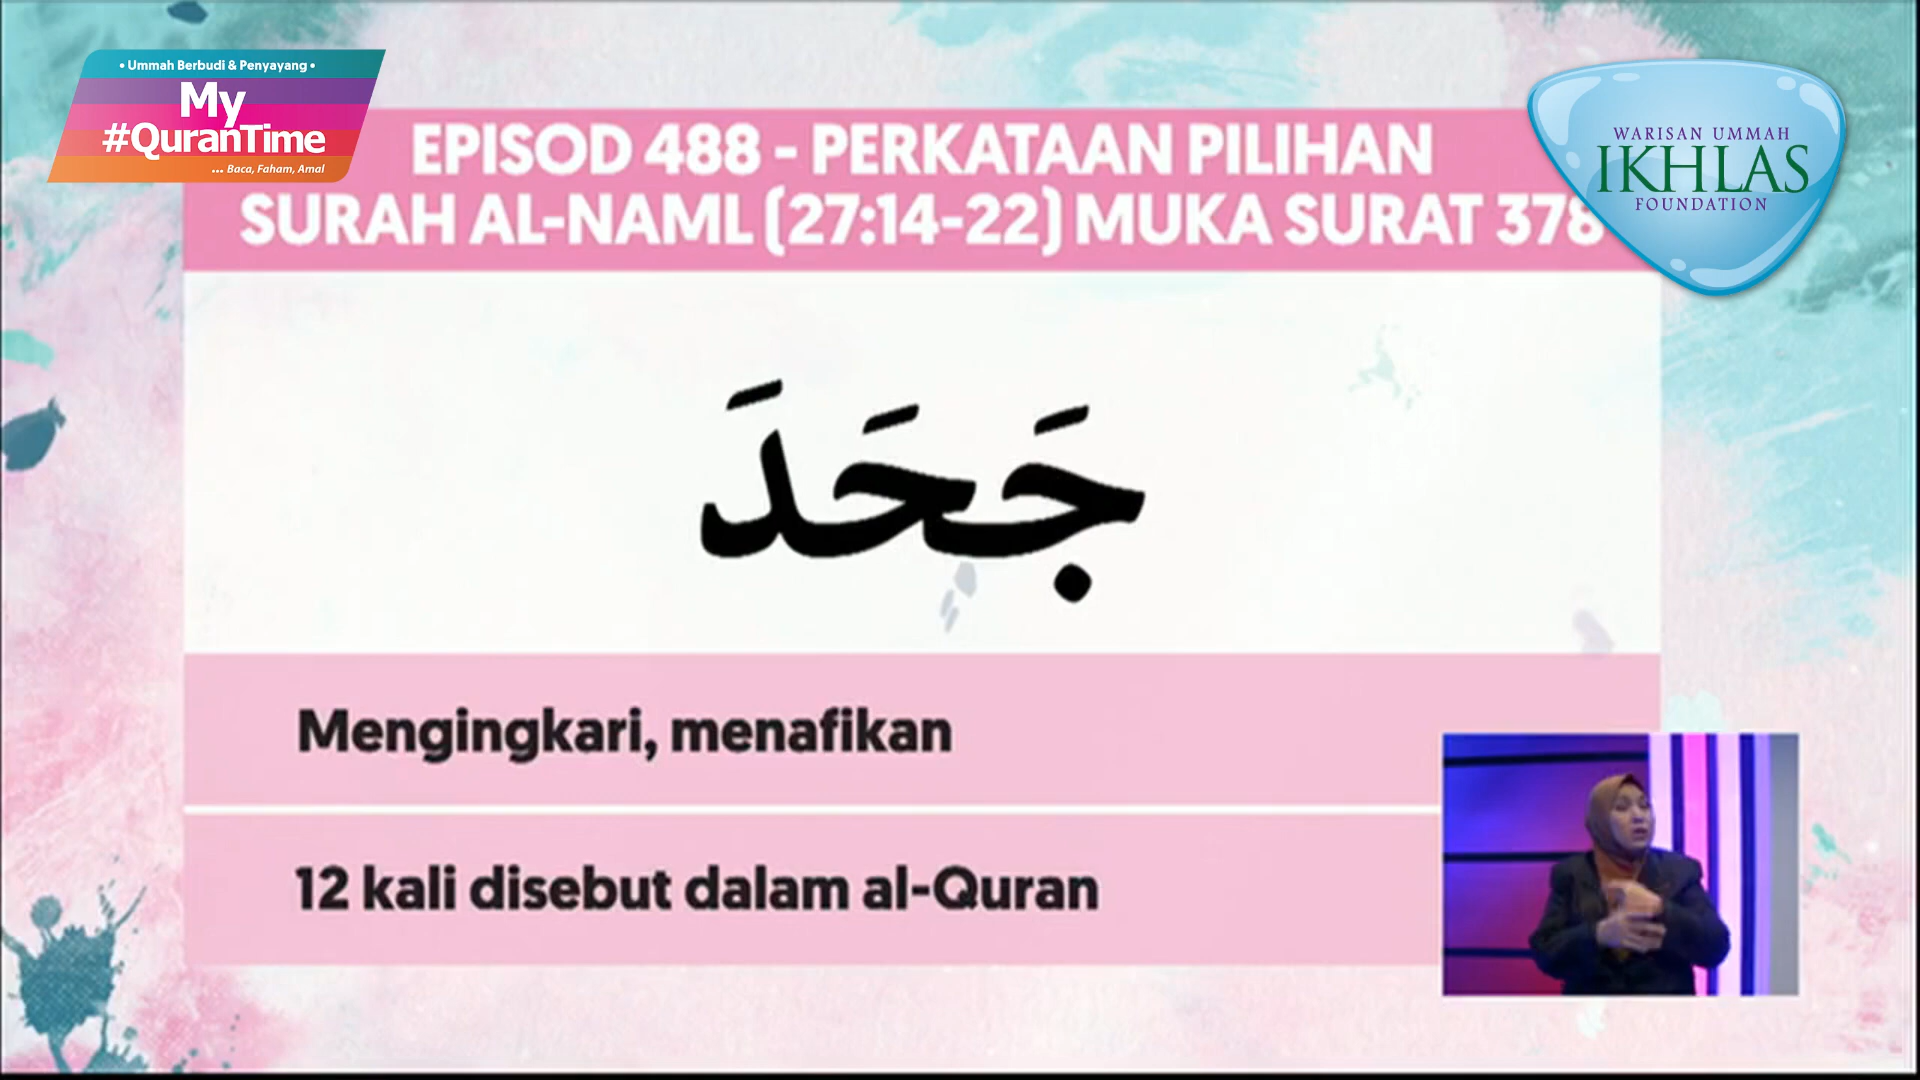 • Ummah Berbudi & Penyayang •
My
#QuranTime
... Baca, Faham, Amal
EPISOD 488 - PERKATAAN PILIHAN
SURAH AL-NAML (27:14-22) MUKA SURAT 378
WARISAN UMMAH
IKHLAS
FOUNDATION
جَحَدَ
Mengingkari, menafikan
12 kali disebut dalam al-Quran